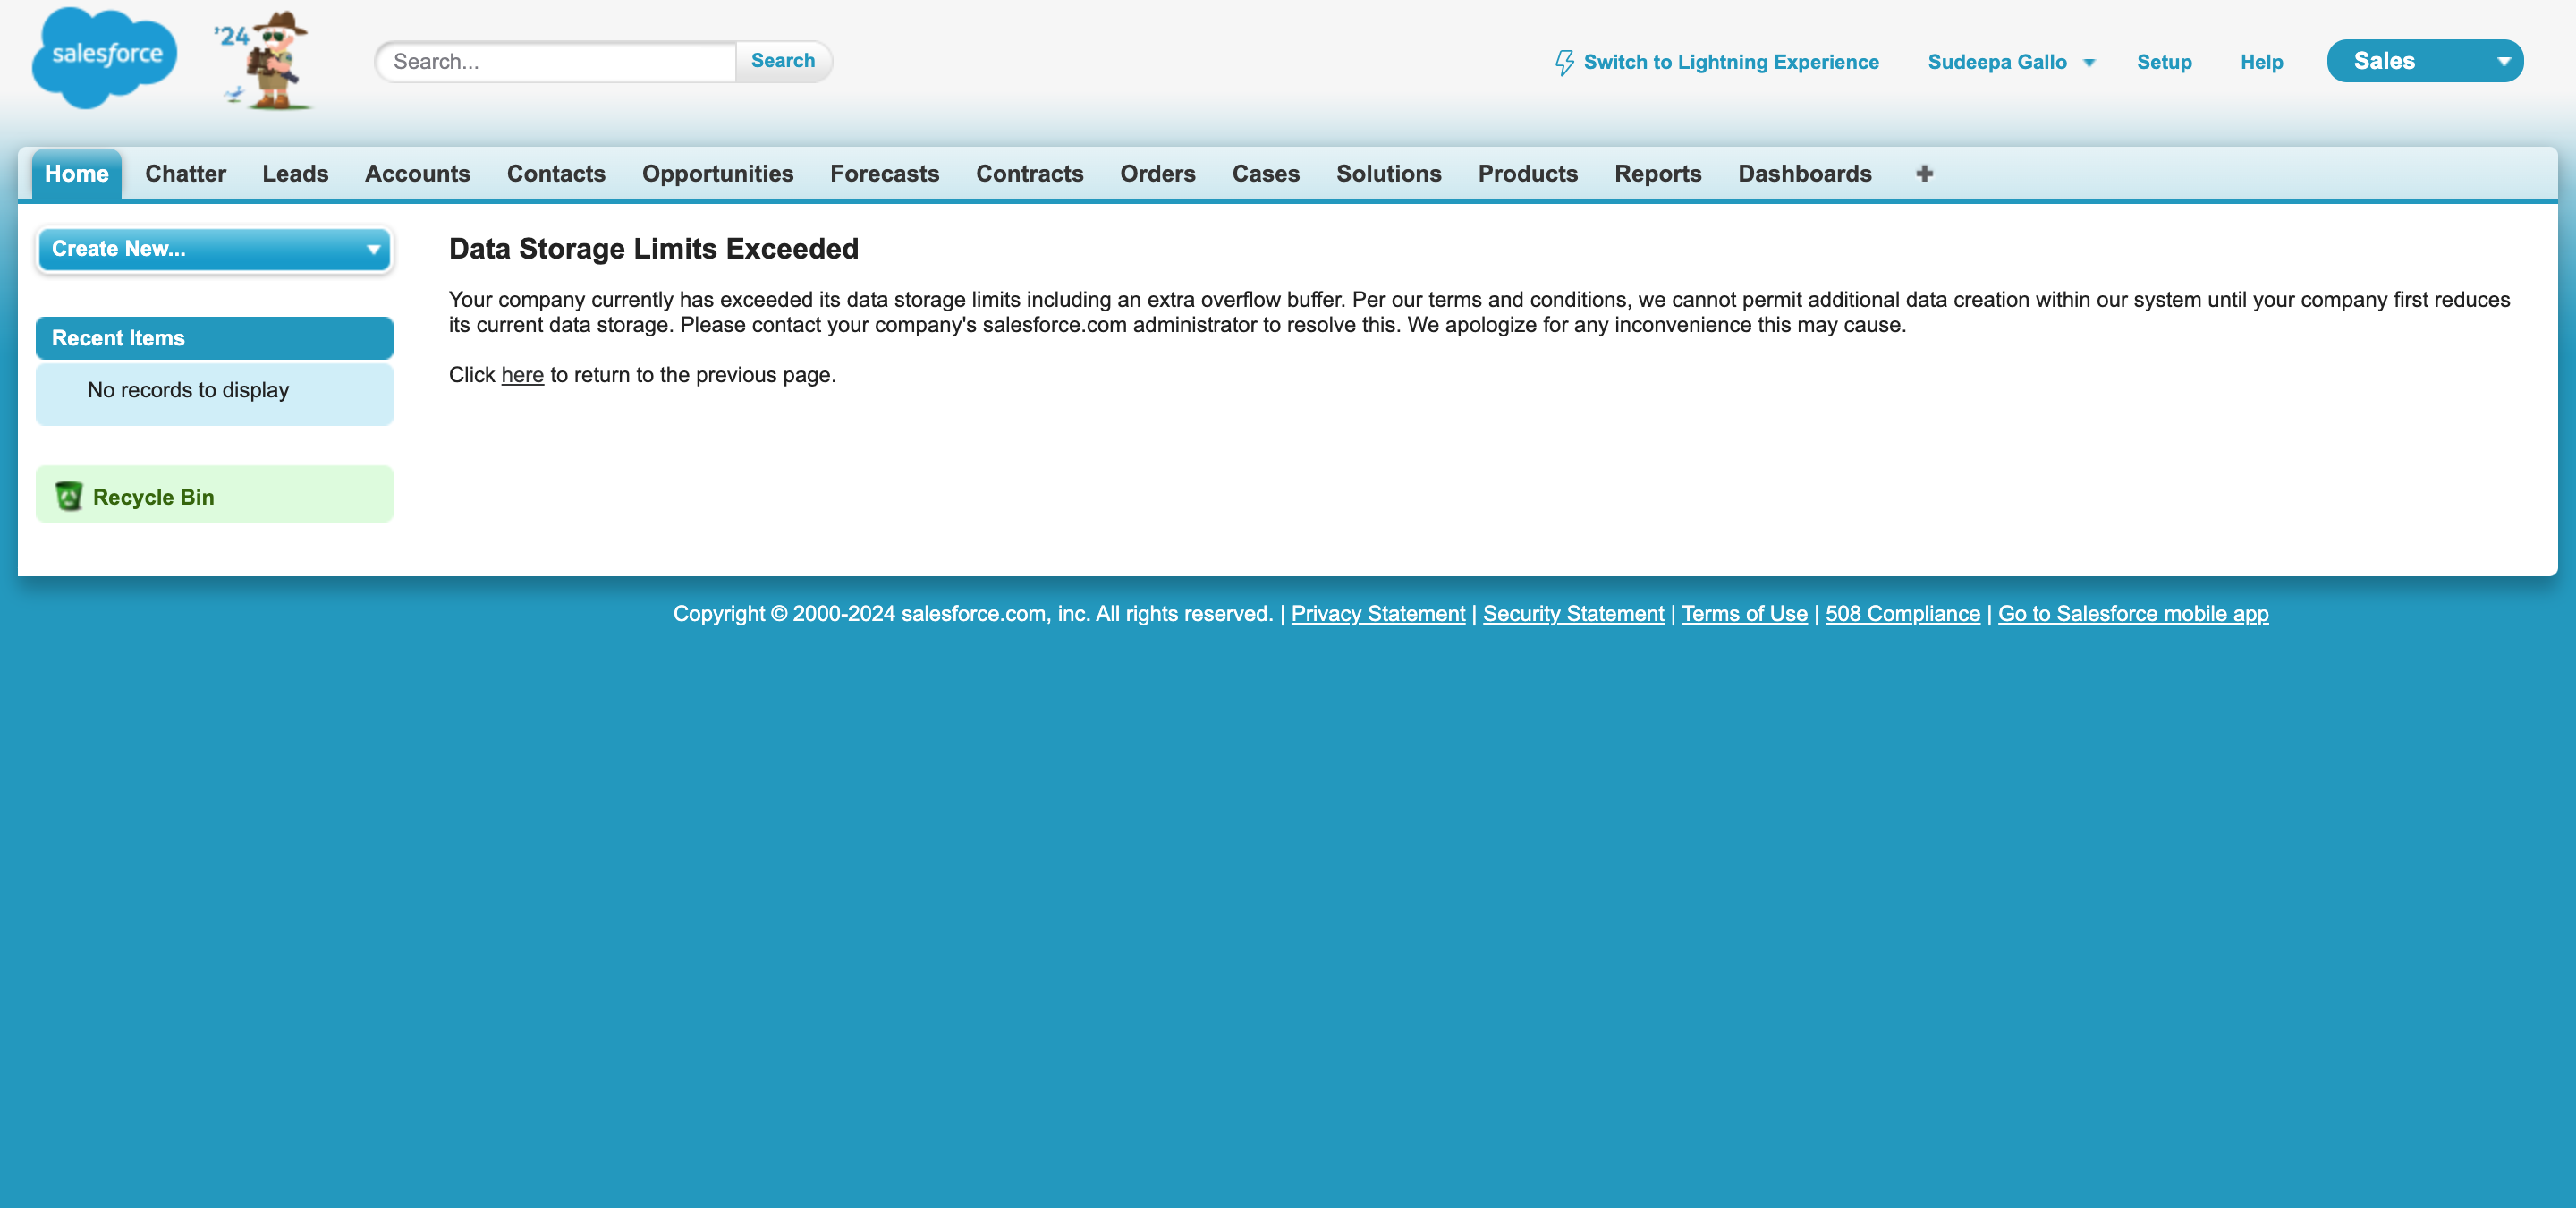 salesforce
'24
Search...
Search
Switch to Lightning Experience
Sudeepa Gallo
Setup
Help
Sales
Home Chatter Leads Accounts Contacts Opportunities Forecasts Contracts Orders Cases Solutions Products Reports Dashboards +
Create New...
Recent Items
No records to display
Recycle Bin
Data Storage Limits Exceeded
Your company currently has exceeded its data storage limits including an extra overflow buffer. Per our terms and conditions, we cannot permit additional data creation within our system until your company first reduces
its current data storage. Please contact your company's salesforce.com administrator to resolve this. We apologize for any inconvenience this may cause.
Click here to return to the previous page.
Copyright © 2000-2024 salesforce.com, inc. All rights reserved. | Privacy Statement | Security Statement | Terms of Use | 508 Compliance | Go to Salesforce mobile app